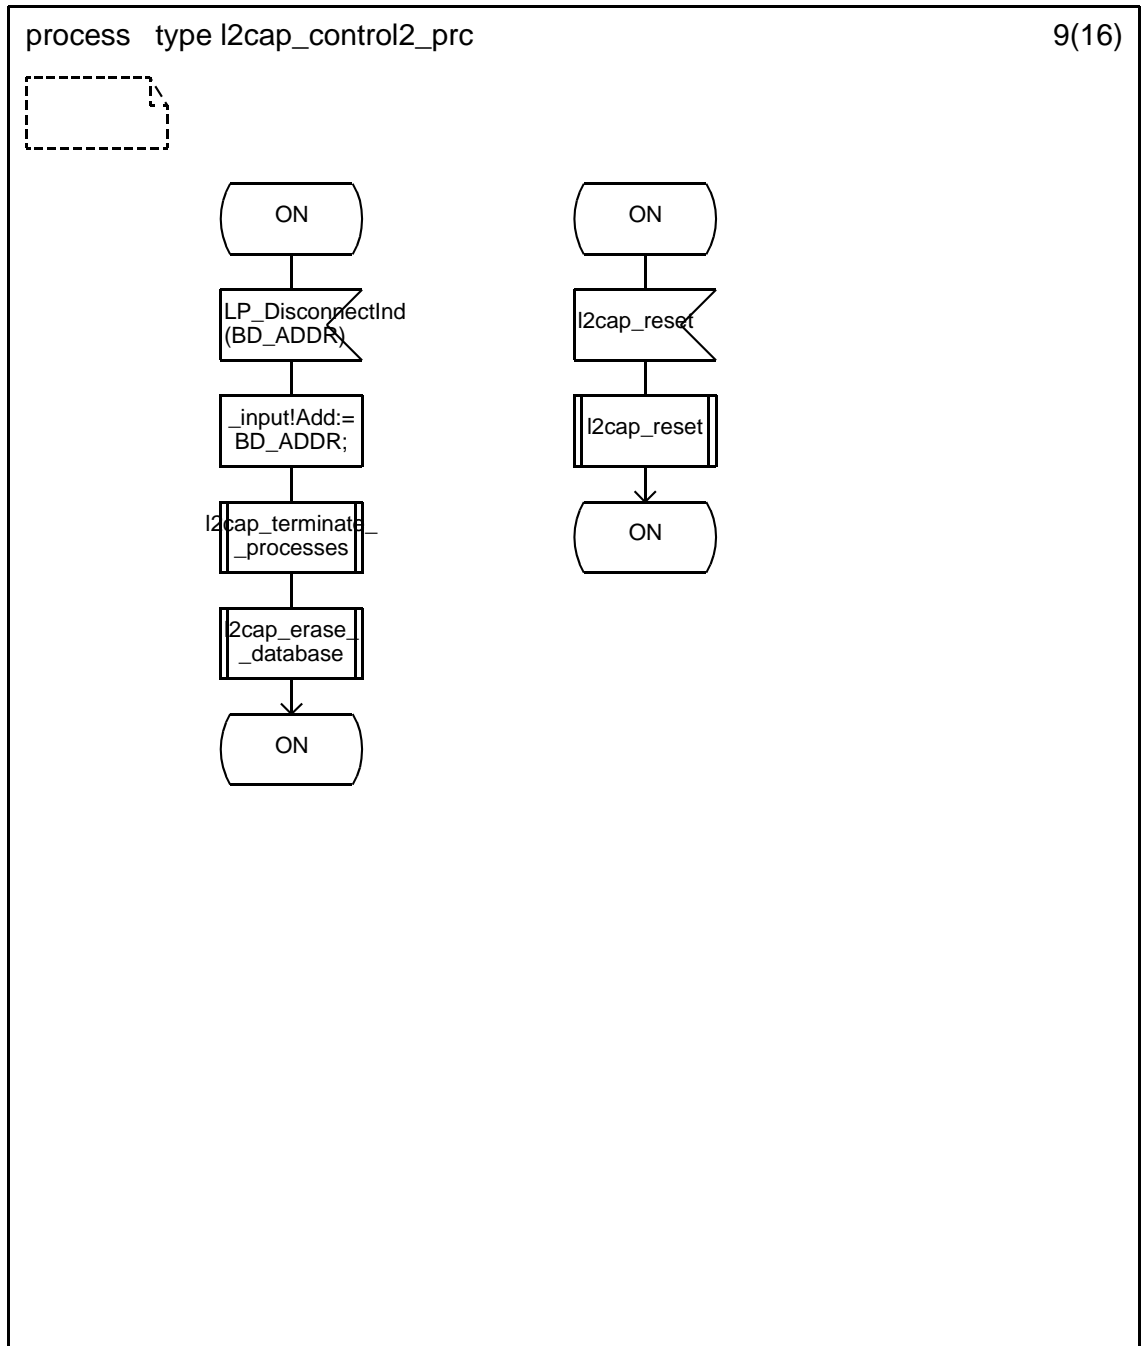 process type l2cap_control2_prc 9(16)
ON
LP_DisconnectInd
(BD_ADDR)
_input!Add:=
BD_ADDR;
l2cap_terminate_
_processes
l2cap_erase_
_database
ON
ON
l2cap_reset
l2cap_reset
ON